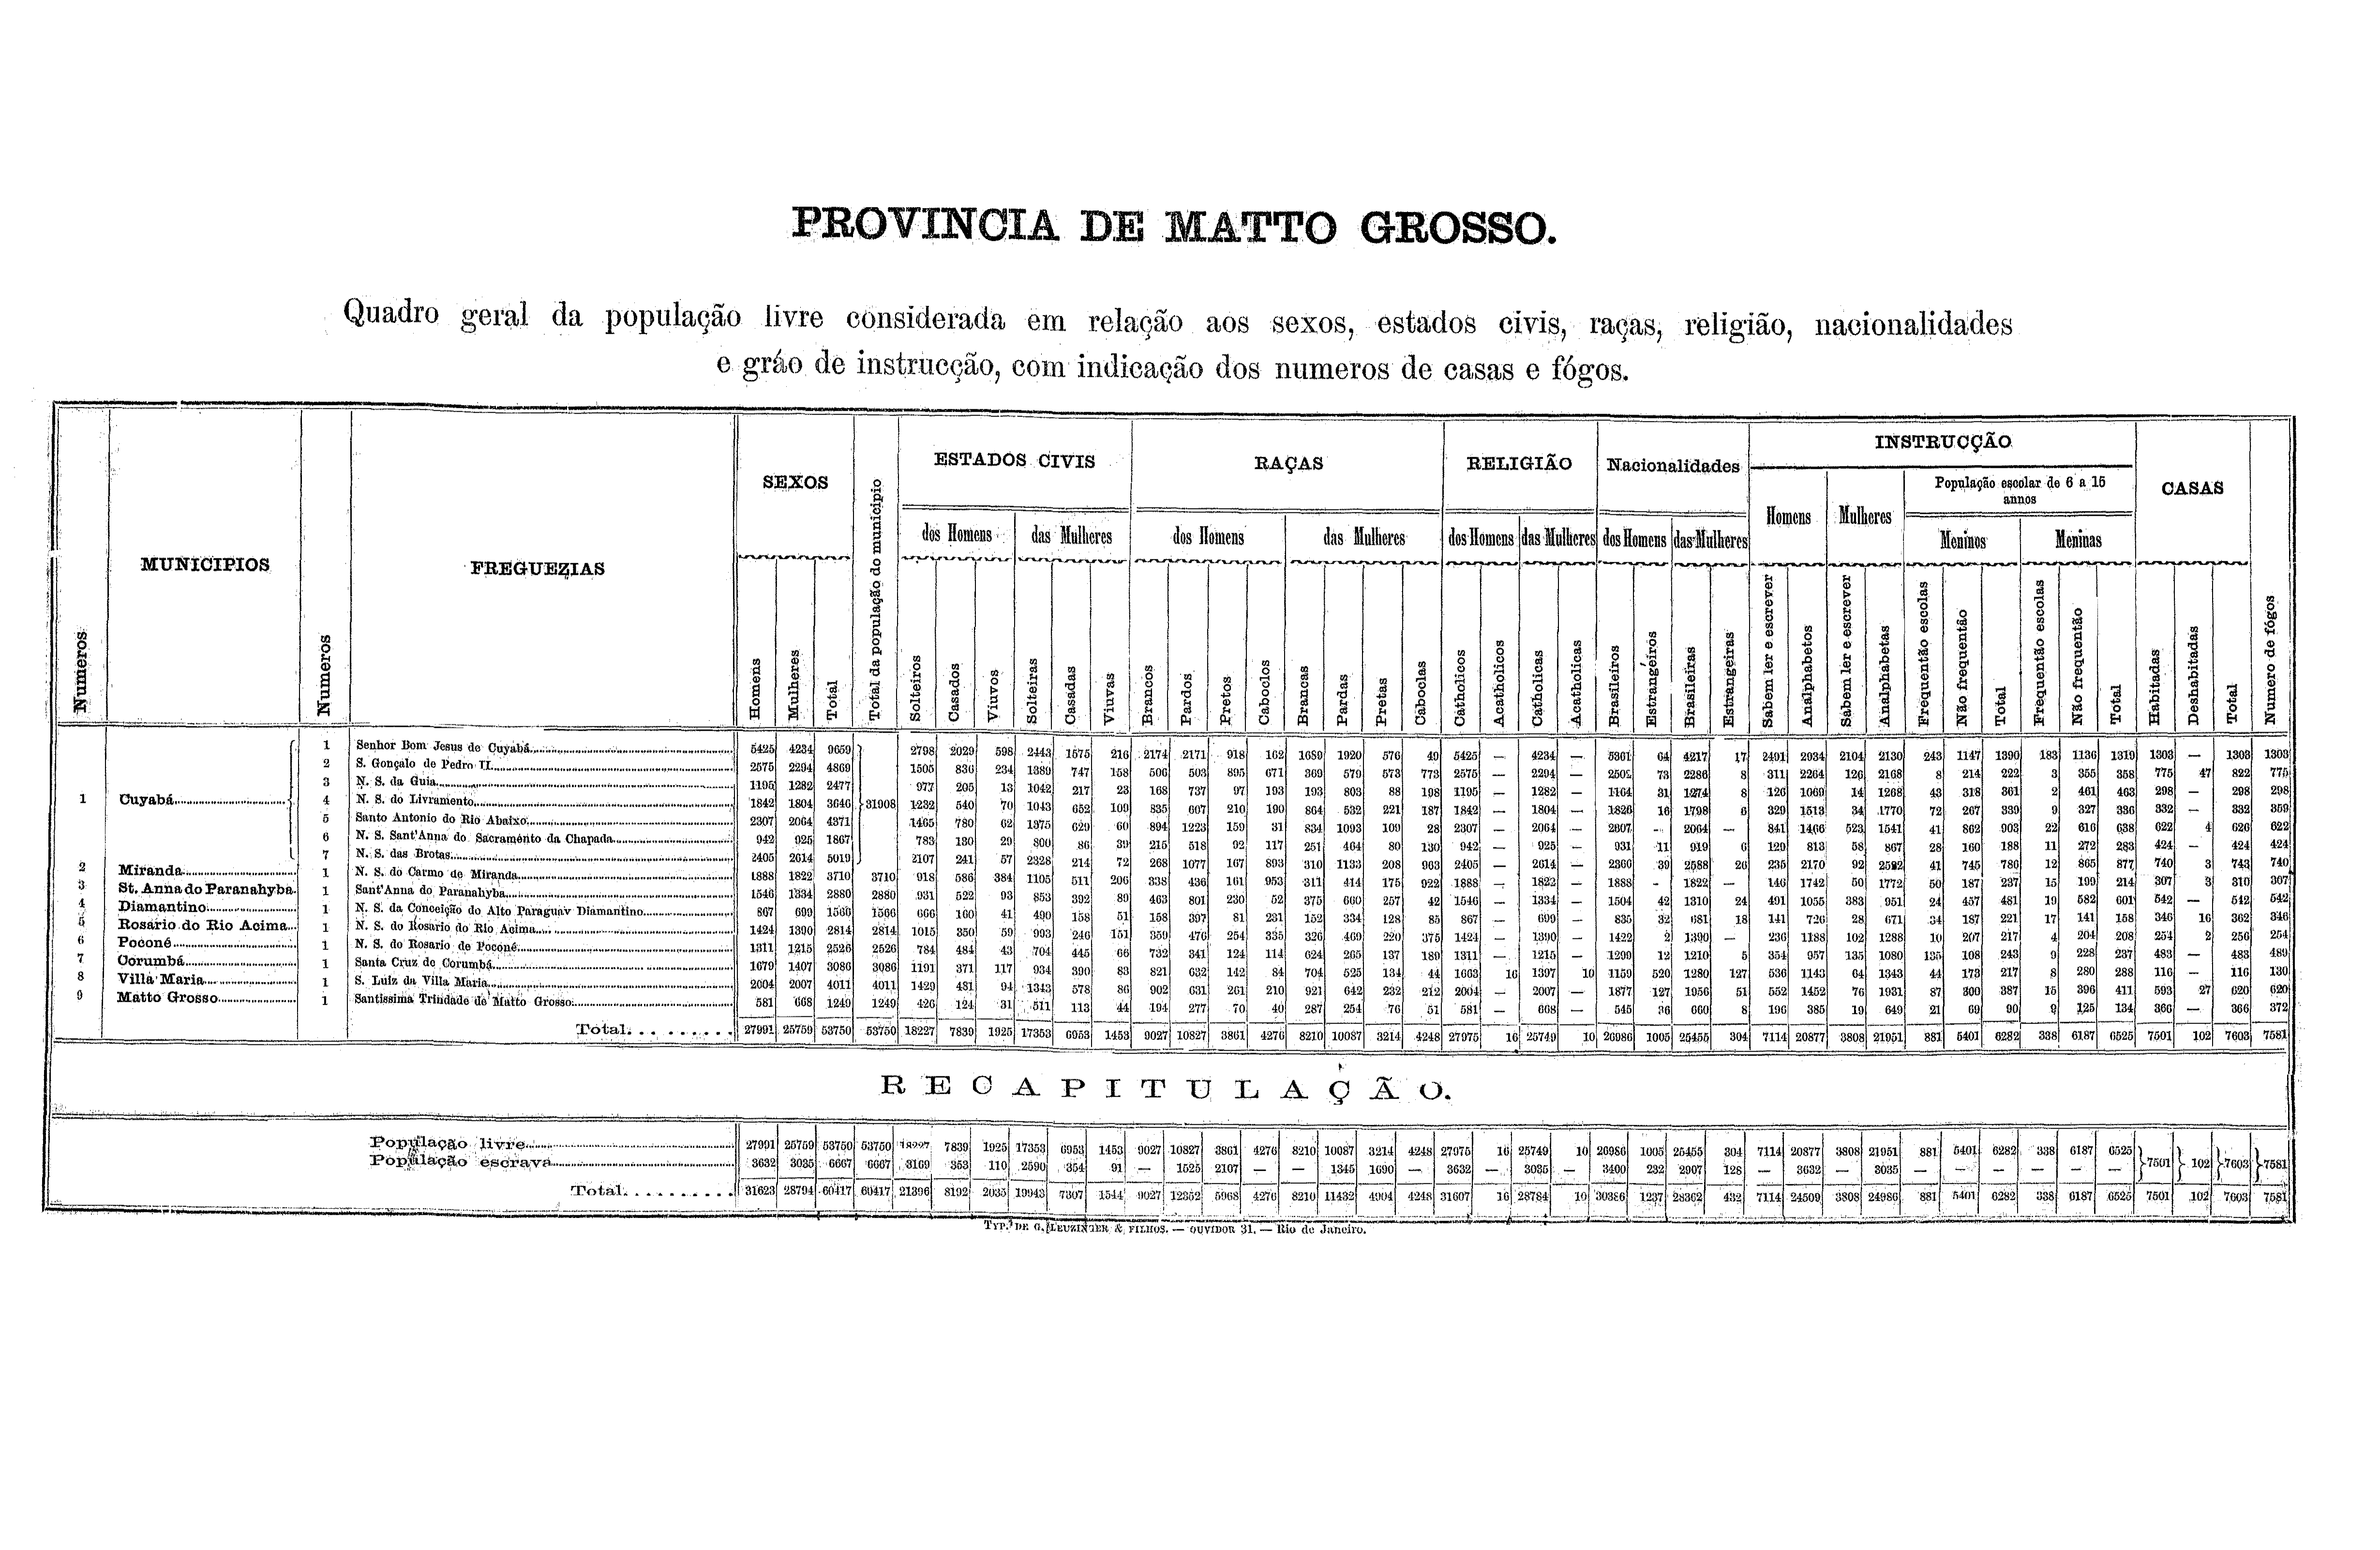 PROVINCIA DE MATTO GROSSO.
Quadro geral da população livre considerada em relação aos sexos, estados civis, raças, religião, nacionalidades
e gráo de instrucção, com indicação dos numeros de casas e fógos.
Numeros MUNICIPIOS Numeros FREGUEZIAS SEXOS Total da população do municipio ESTADOS CIVIS RAÇAS RELIGIÃO Nacionalidades INSTRUCÇÃO CASAS Numero de fógos
Homens Mulheres População escolar de 6 a 15 annos
dos Homens das Mulheres dos Homens das Mulheres dos Homens das Mulheres dos Homens das Mulheres Meninos Meninas
Homens Mulheres Total Solteiros Casados Viuvos Solteiras Casadas Viuvas Brancos Pardos Pretos Caboclos Brancas Pardas Pretas Caboclas Catholicos Acatholicos Catholicas Acatholicas Brasileiros Estrangeiros Brasileiras Estrangeiras Sabem ler e escrever Analphabetos Sabem ler e escrever Analphabetas Frequentão escolas Não frequentão Total Frequentão escolas Não frequentão Total Habitadas Deshabitadas Total
1 Cuyabá 31908
1 Senhor Bom Jesus de Cuyabá 5425 4234 9659 2798 2029 598 2443 1575 216 2174 2171 918 162 1689 1920 576 49 5425 — 4234 — 5361 64 4217 17 2491 2934 2104 2130 243 1147 1390 183 1136 1319 1303 — 1303 1303
2 S. Gonçalo de Pedro II 2575 2294 4869 1505 836 234 1389 747 158 506 503 895 671 369 579 573 773 2575 — 2294 — 2502 73 2286 8 311 2264 126 2168 8 214 222 3 355 358 775 47 822 775
3 N. S. da Guia 1195 1282 2477 977 205 13 1042 217 23 168 737 97 193 193 803 88 198 1195 — 1282 — 1164 31 1274 8 126 1069 14 1268 43 318 361 2 461 463 298 — 298 298
4 N. S. do Livramento 1842 1804 3646 1232 540 70 1043 652 109 835 607 210 190 864 532 221 187 1842 — 1804 — 1826 16 1798 6 329 1513 34 1770 72 267 339 9 327 336 332 — 332 359
5 Santo Antonio do Rio Abaixo 2307 2064 4371 1465 780 62 1375 629 60 894 1223 159 31 834 1093 109 28 2307 — 2064 — 2307 - 2064 — 841 1466 523 1541 41 862 903 22 616 638 622 4 626 622
6 N. S. Sant'Anna do Sacramento da Chapada 942 925 1867 783 130 29 800 86 39 215 518 92 117 251 464 80 130 942 — 925 — 931 11 919 6 129 813 58 867 28 160 188 11 272 283 424 — 424 424
7 N. S. das Brotas 2405 2614 5019 2107 241 57 2328 214 72 268 1077 167 893 310 1133 208 963 2405 — 2614 — 2366 39 2588 26 235 2170 92 2522 41 745 786 12 865 877 740 3 743 740
2 Miranda 1 N. S. do Carmo de Miranda 1888 1822 3710 3710 918 586 384 1105 511 206 338 436 161 953 311 414 175 922 1888 — 1822 — 1888 - 1822 — 146 1742 50 1772 50 187 237 15 199 214 307 3 310 307
3 St. Anna do Paranahyba 1 Sant'Anna do Paranahyba 1546 1334 2880 2880 931 522 93 853 392 89 463 801 230 52 375 660 257 42 1546 — 1334 — 1504 42 1310 24 491 1055 383 951 24 457 481 19 582 601 542 — 542 542
4 Diamantino 1 N. S. da Conceição do Alto Paraguay Diamantino 867 699 1566 1566 666 160 41 490 158 51 158 397 81 231 152 334 128 85 867 — 699 — 835 32 681 18 141 726 28 671 34 187 221 17 141 158 346 16 362 346
5 Rosario do Rio Acima 1 N. S. do Rosario do Rio Acima 1424 1390 2814 2814 1015 350 59 993 246 151 359 476 254 335 326 469 220 375 1424 — 1390 — 1422 2 1390 — 236 1188 102 1288 10 207 217 4 204 208 254 2 256 254
6 Poconé 1 N. S. do Rosario de Poconé 1311 1215 2526 2526 784 484 43 704 445 66 732 341 124 114 624 265 137 189 1311 — 1215 — 1299 12 1210 5 354 957 135 1080 135 108 243 9 228 237 483 — 483 489
7 Corumbá 1 Santa Cruz de Corumbá 1679 1407 3086 3086 1191 371 117 934 390 83 821 632 142 84 704 525 134 44 1663 16 1397 10 1159 520 1280 127 536 1143 64 1343 44 173 217 8 280 288 116 — 116 130
8 Villa Maria 1 S. Luiz da Villa Maria 2004 2007 4011 4011 1429 481 94 1343 578 86 902 631 261 210 921 642 232 212 2004 — 2007 — 1877 127 1956 51 552 1452 76 1931 87 300 387 15 396 411 593 27 620 620
9 Matto Grosso 1 Santissima Trindade de Matto Grosso 581 668 1249 1249 426 124 31 511 113 44 194 277 70 40 287 254 76 51 581 — 668 — 545 36 660 8 196 385 19 649 21 69 90 9 125 134 366 — 366 372
Total 27991 25759 53750 53750 18227 7839 1925 17353 6953 1453 9027 10827 3861 4276 8210 10087 3214 4248 27975 16 25749 10 26986 1005 25455 304 7114 20877 3808 21951 881 5401 6282 338 6187 6525 7501 102 7603 7581
RECAPITULAÇÃO.
População livre 27991 25759 53750 53750 18227 7839 1925 17353 6953 1453 9027 10827 3861 4276 8210 10087 3214 4248 27975 16 25749 10 26986 1005 25455 304 7114 20877 3808 21951 881 5401 6282 338 6187 6525 7501 102 7603 7581
População escrava 3632 3035 6667 6667 3169 353 110 2590 354 91 — 1525 2107 — — 1345 1690 — 3632 — 3035 — 3400 232 2907 128 — 3632 — 3035 — — — — — —
Total 31623 28794 60417 60417 21396 8192 2035 19943 7307 1544 9027 12352 5968 4276 8210 11432 4904 4248 31607 16 28784 10 30386 1237 28362 432 7114 24509 3808 24986 881 5401 6282 338 6187 6525 7501 102 7603 7581
TYP. DE G. LEUZINGER & FILHOS. — OUVIDOR 31. — Rio de Janeiro.